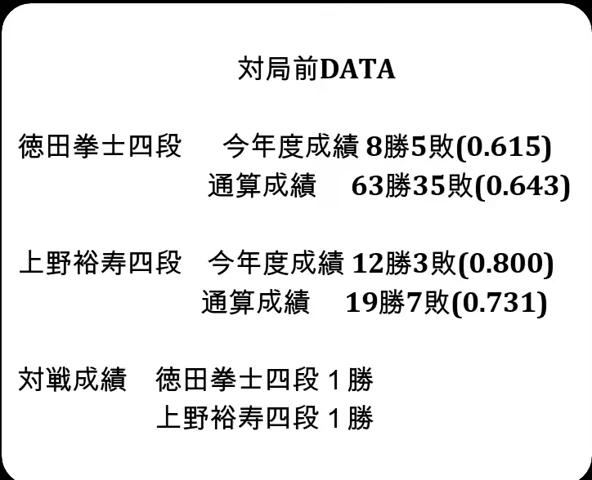 対局前DATA
徳田拳士四段 今年度成績 8勝5敗(0.615)
通算成績 63勝35敗(0.643)
上野裕寿四段 今年度成績 12勝3敗(0.800)
通算成績 19勝7敗(0.731)
対戦成績 徳田拳士四段 1 勝
上野裕寿四段 1 勝